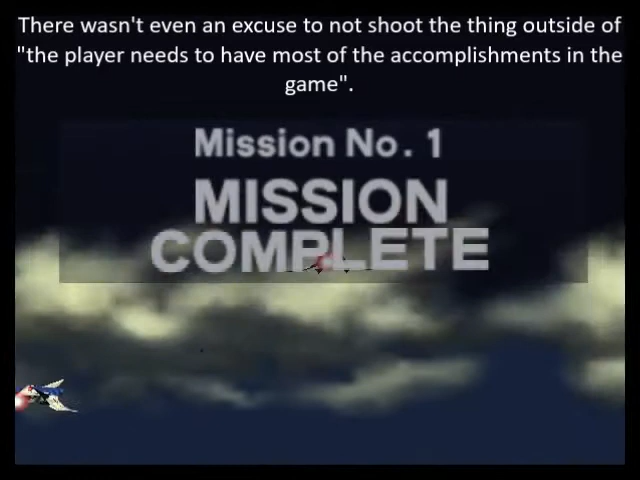 There wasn't even an excuse to not shoot the thing outside of
"the player needs to have most of the accomplishments in the
game".
Mission No. 1
MISSION
COMPLETE